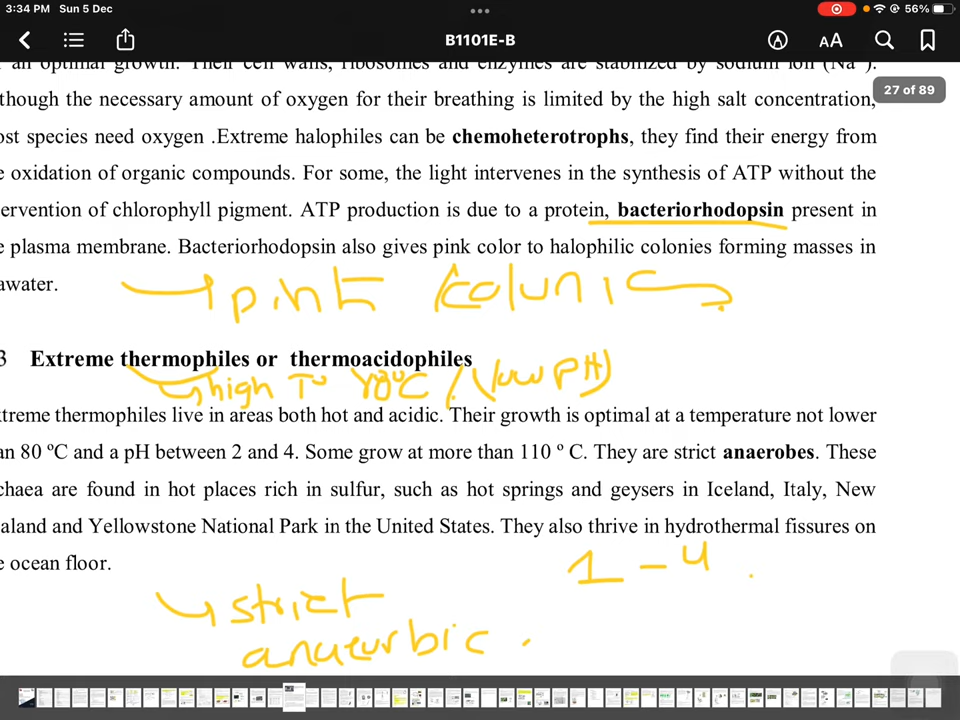 3:34 PM Sun 5 Dec
56%
B1101E-B
AA
27 of 89
an optimal growth. Their cell walls, ribosomes and enzymes are stabilized by sodium ion (Na
though the necessary amount of oxygen for their breathing is limited by the high salt concentration,
ost species need oxygen .Extreme halophiles can be chemoheterotrophs, they find their energy from
e oxidation of organic compounds. For some, the light intervenes in the synthesis of ATP without the
ervention of chlorophyll pigment. ATP production is due to a protein, bacteriorhodopsin present in
e plasma membrane. Bacteriorhodopsin also gives pink color to halophilic colonies forming masses in
awater.
pink
3 Extreme thermophiles or thermoacidophiles
high T° °C / (low PH)
xtreme thermophiles live in areas both hot and acidic. Their growth is optimal at a temperature not lower
an 80 ºC and a pH between 2 and 4. Some grow at more than 110 º C. They are strict anaerobes. These
chaea are found in hot places rich in sulfur, such as hot springs and geysers in Iceland, Italy, New
aland and Yellowstone National Park in the United States. They also thrive in hydrothermal fissures on
e ocean floor.
1 - 4 .
strict